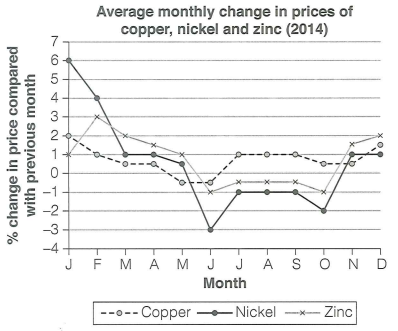 Average monthly change in prices of
copper, nickel and zinc (2014)
% change in price compared
with previous month
7
6
5
4
3
2
1
0
−1
−2
−3
−4
J F M A M J J A S O N D
Month
Copper Nickel Zinc